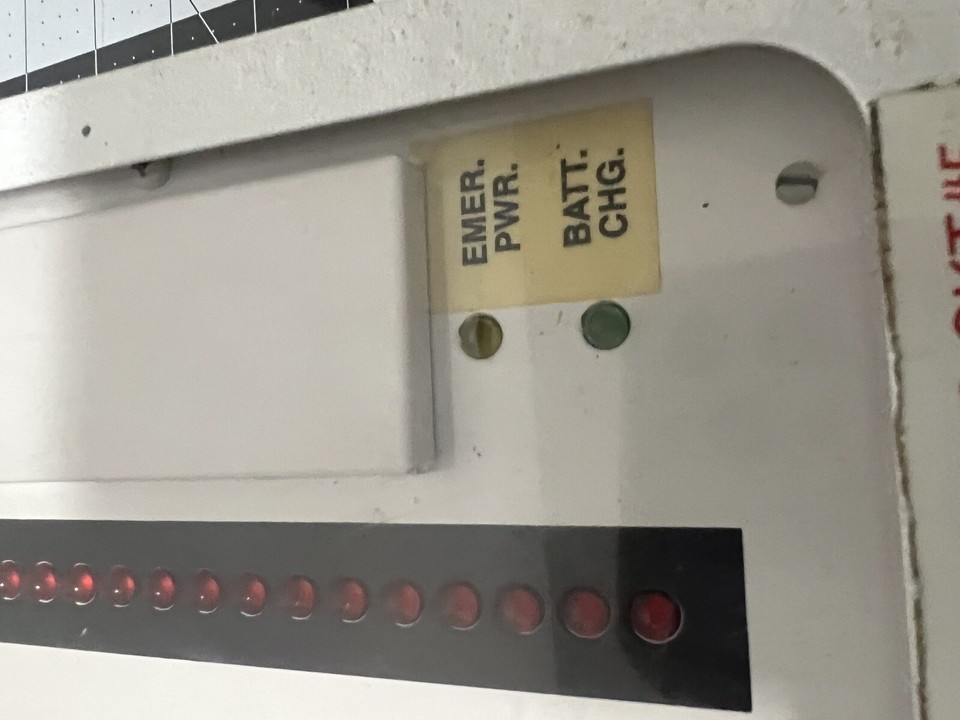 EMER.
PWR.
BATT.
CHG.